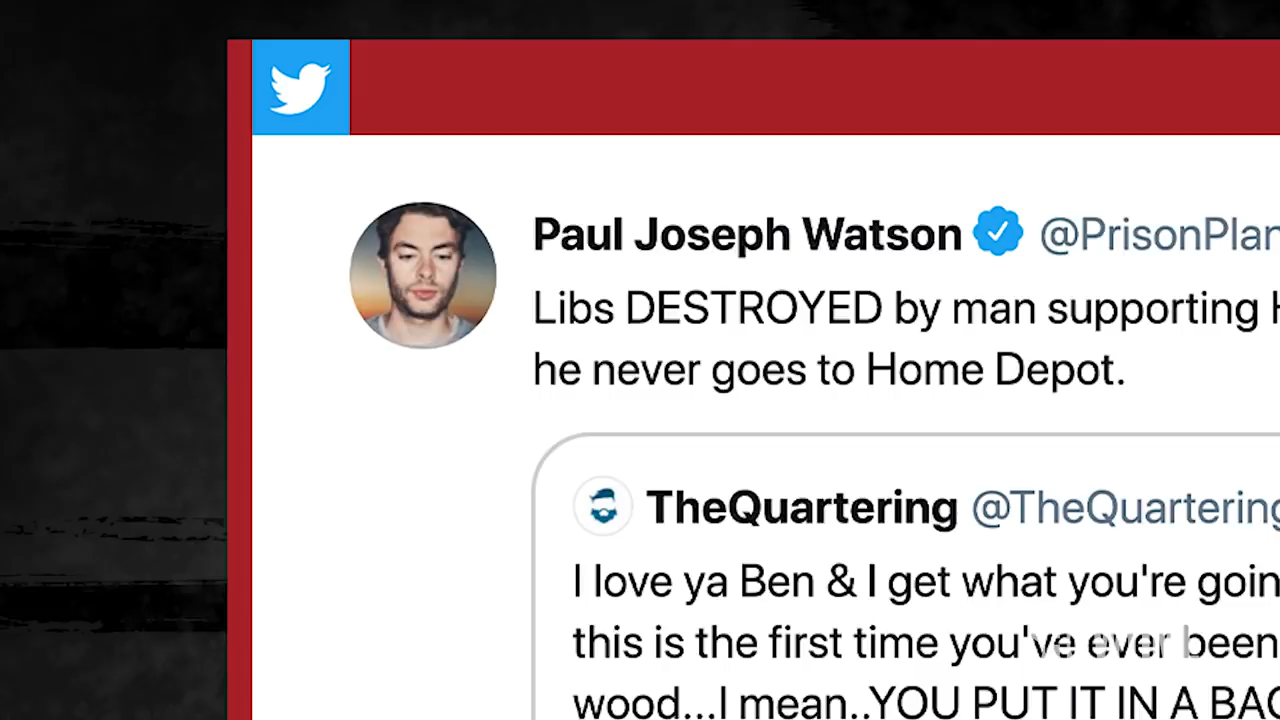 Paul Joseph Watson @PrisonPlan
Libs DESTROYED by man supporting H
he never goes to Home Depot.
TheQuartering @TheQuartering
I love ya Ben & I get what you're goin
this is the first time you've ever been
wood...I mean..YOU PUT IT IN A BAG